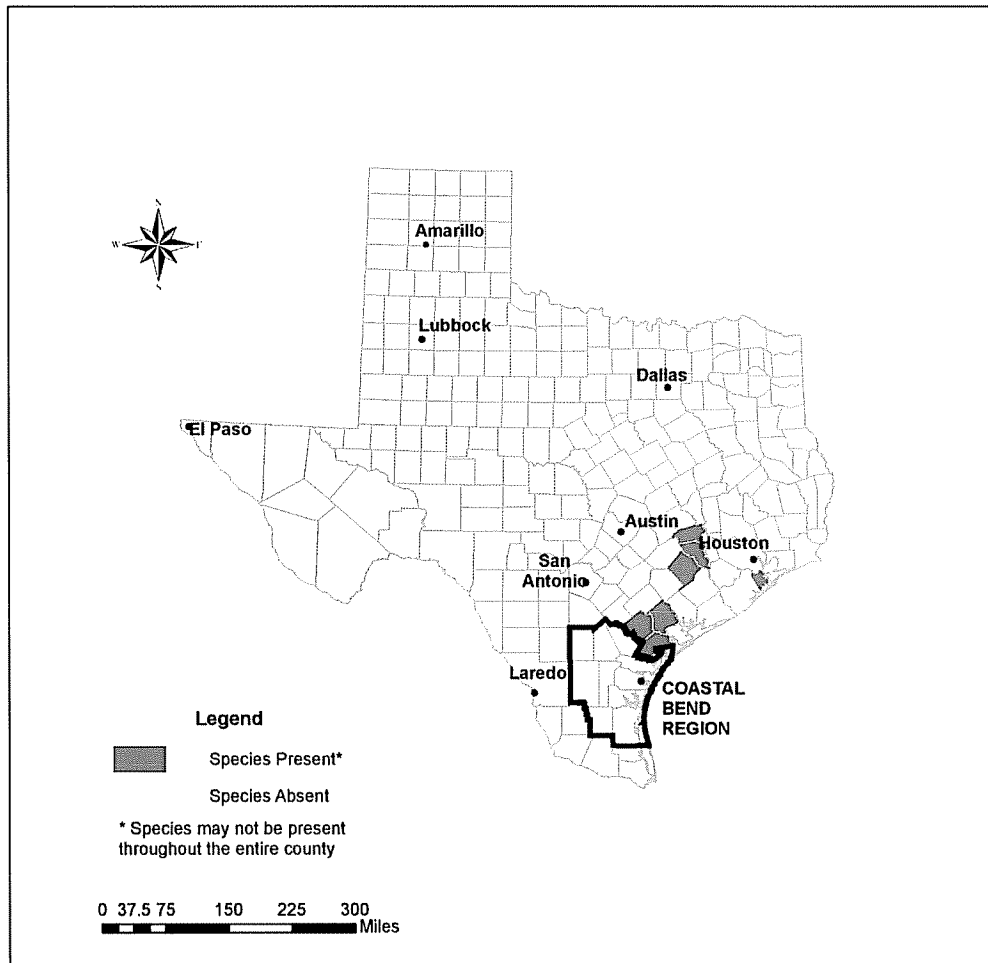 N
W
S
Amarillo
Lubbock
Dallas
El Paso
Austin
Houston
San
Antonio
Laredo
COASTAL
BEND
REGION
Legend
Species Present*
Species Absent
* Species may not be present
throughout the entire county
0 37.5 75 150 225 300
Miles